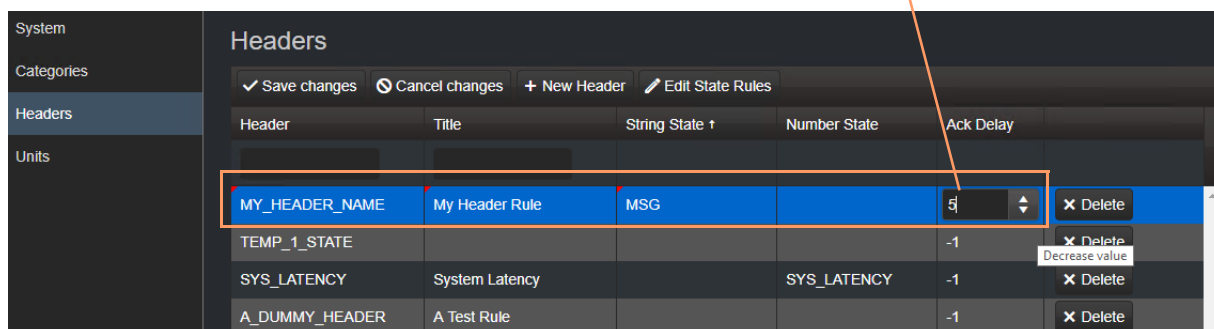 System
Categories
Headers
Units
Headers
Save changes Cancel changes + New Header Edit State Rules
Header Title String State ↑ Number State Ack Delay
MY_HEADER_NAME My Header Rule MSG 5 × Delete
TEMP_1_STATE -1 × Delete
Decrease value
SYS_LATENCY System Latency SYS_LATENCY -1 × Delete
A_DUMMY_HEADER A Test Rule -1 × Delete